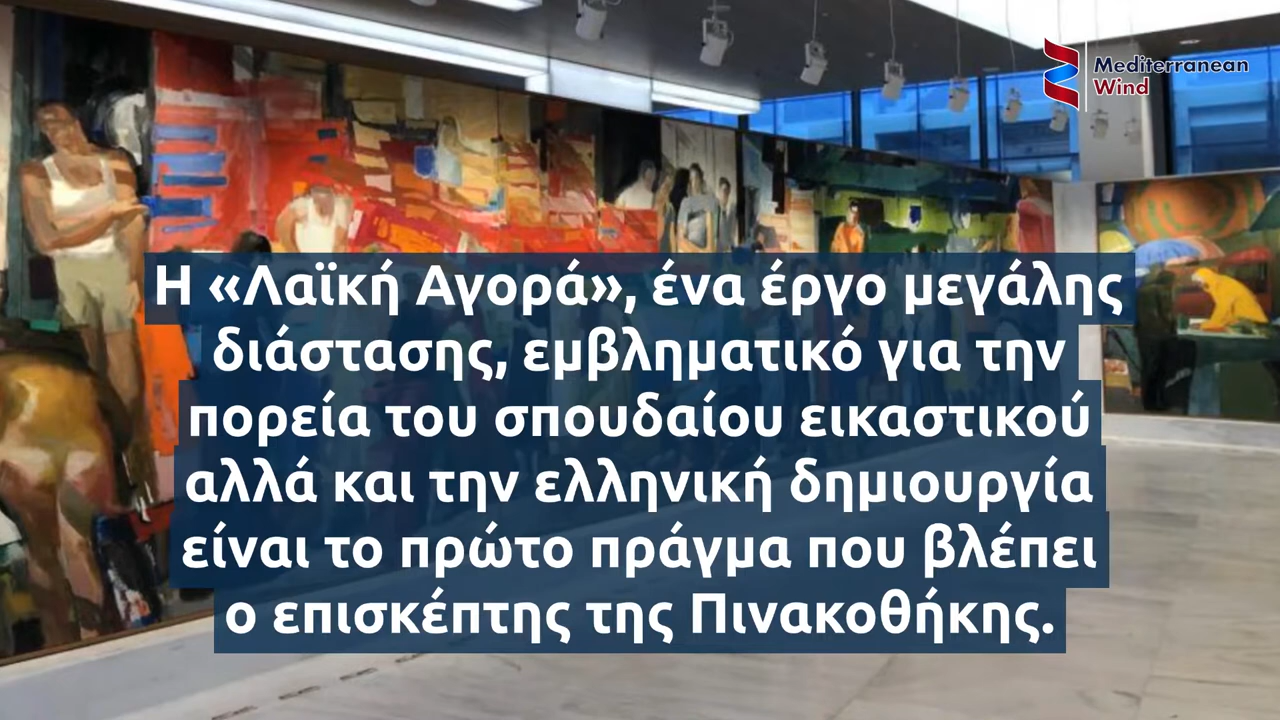 Mediterranean
Wind
Η «Λαϊκή Αγορά», ένα έργο μεγάλης
διάστασης, εμβληματικό για την
πορεία του σπουδαίου εικαστικού
αλλά και την ελληνική δημιουργία
είναι το πρώτο πράγμα που βλέπει
ο επισκέπτης της Πινακοθήκης.